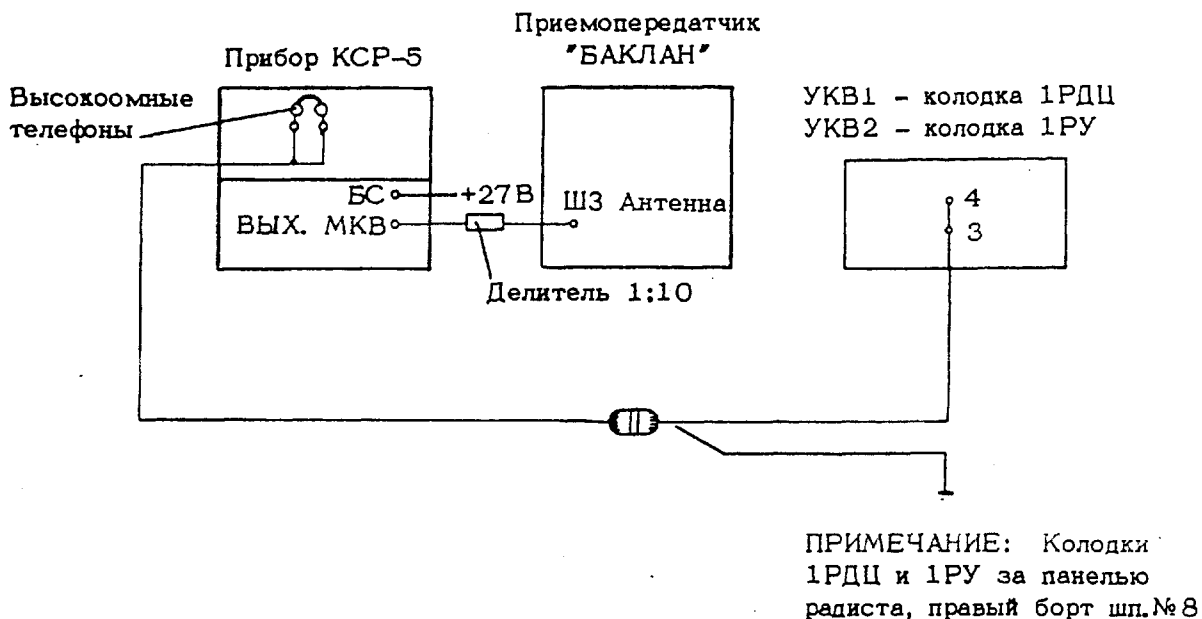 Приемопередатчик
"БАКЛАН"
Прибор КСР-5
Высокоомные
телефоны
УКВ1 - колодка 1РДЦ
УКВ2 - колодка 1РУ
БС
+27В
ВЫХ. МКВ
Ш3 Антенна
4
3
Делитель 1:10
ПРИМЕЧАНИЕ: Колодки
1РДЦ и 1РУ за панелью
радиста, правый борт шп.№8